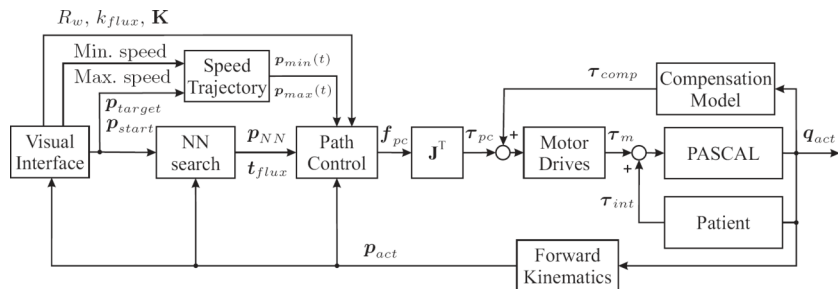 R_w, k_flux, K
Min. speed
Max. speed
Speed
Trajectory
p_min(t)
p_max(t)
τ_comp
Compensation
Model
p_target
p_start
Visual
Interface
NN
search
p_NN
t_flux
Path
Control
f_pc
J^T
τ_pc
+
Motor
Drives
τ_m
+
PASCAL
q_act
τ_int
Patient
p_act
Forward
Kinematics